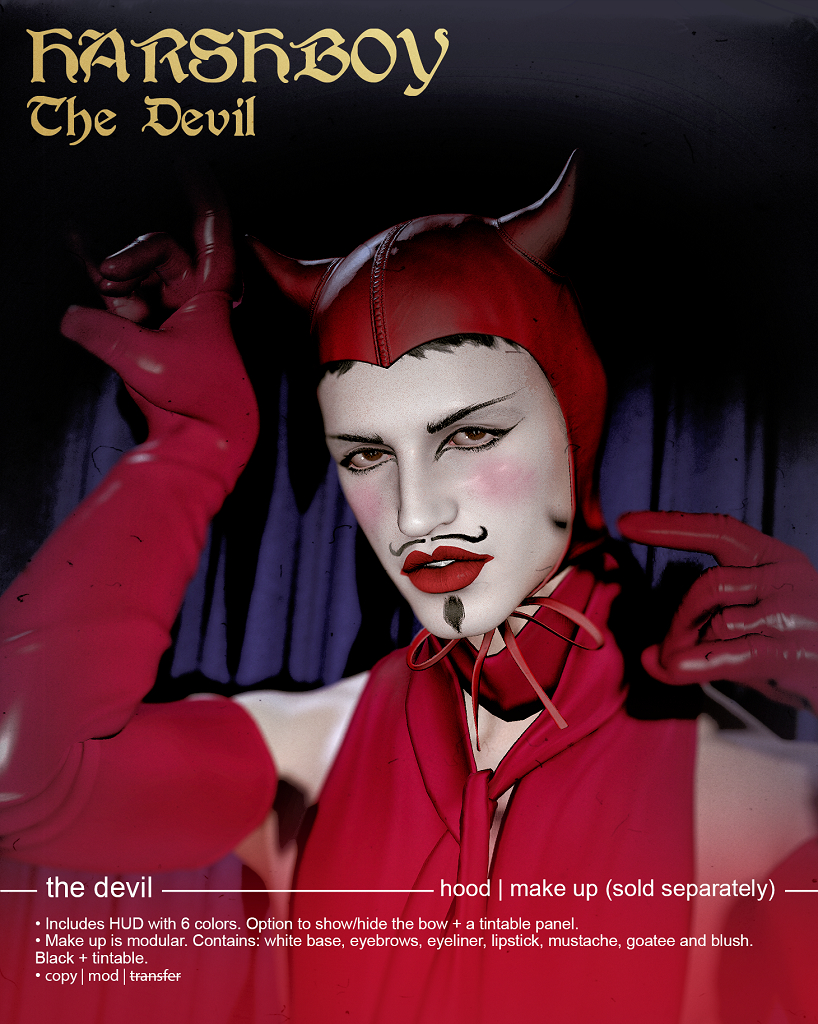 HARSHBOY
The Devil
the devil
hood | make up (sold separately)
• Includes HUD with 6 colors. Option to show/hide the bow + a tintable panel.
• Make up is modular. Contains: white base, eyebrows, eyeliner, lipstick, mustache, goatee and blush.
Black + tintable.
• copy | mod | transfer